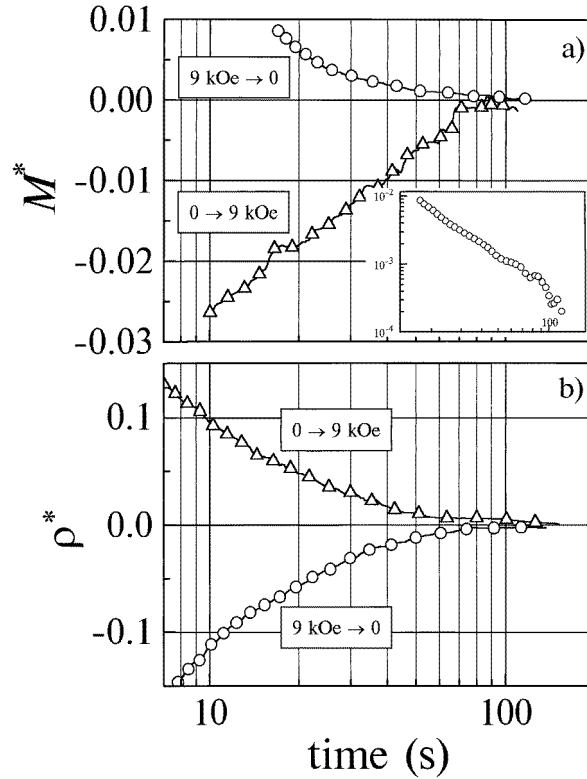 0.01
a)
9 kOe → 0
0.00
M*
-0.01
0 → 9 kOe
10⁻²
10⁻³
10⁻⁴
100
-0.02
-0.03
b)
0.1
0 → 9 kOe
ρ*
0.0
9 kOe → 0
-0.1
10 100
time (s)